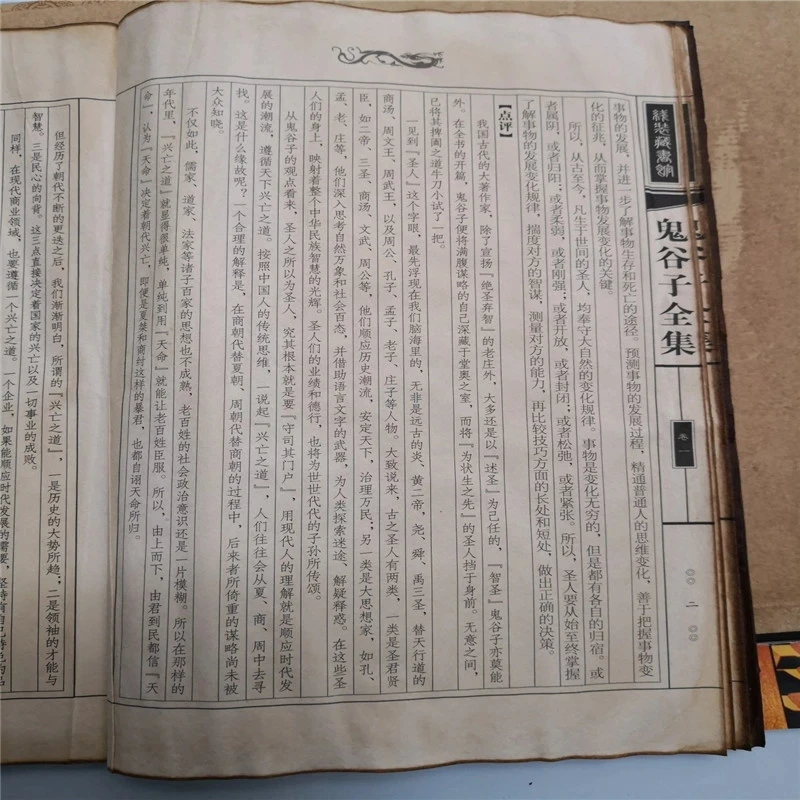 线装藏书馆
鬼谷子全集
卷一
二
事物的发展，并进一步了解事物生存和死亡的途径。预测事物的发展过程，精通普通人的思维变化，善于把握事物变
化的征兆，从而掌握事物发展变化的关键。
所以，从古至今，凡生于世间的圣人，均奉守大自然的变化规律。事物是变化无穷的，但是都有各自的归宿。或
者属阴，或者归阳；或者柔弱，或者刚强；或者开放，或者封闭；或者松弛，或者紧张。所以，圣人要从始至终掌握
了解事物的发展变化规律，揣度对方的智谋，测量对方的能力，再比较技巧方面的长处和短处，做出正确的决策。
【点评】
我国古代的大著作家，除了宣扬『绝圣弃智』的老庄外，大多还是以『述圣』为己任的，『智圣』鬼谷子亦莫能
外。在全书的开篇，鬼谷子便将满腹谋略的自己深藏于堂奥之室，而将『为状生之先』的圣人挡于身前。无意之间，
已将其捭阖之道牛刀小试了一把。
一见到『圣人』这个字眼，最先浮现在我们脑海里的，无非是远古的炎、黄二帝，尧、舜、禹三圣，替天行道的
商汤，周文王、周武王，以及周公、孔子、孟子、老子、庄子等人物。大致说来，古之圣人有两类，一类是圣君贤
臣，如二帝、三圣、商汤、文武、周公等，他们顺应历史潮流，安定天下，治理万民；另一类是大思想家，如孔、
孟、老、庄等，他们深入思考自然万象和社会百态，并借助语言文字的武器，为人类探索迷途、解疑释惑。在这些圣
人们的身上，映射着整个中华民族智慧的光辉。圣人们的业绩和德行，也将为世世代代的子孙所传颂。
从鬼谷子的观点看来，圣人之所以为圣人，究其根本就是要『守司其门户』，用现代人的理解就是顺应时代发
展的潮流，遵循天下兴亡之道。按照中国人的传统思维，一说起『兴亡之道』，人们往往会从夏、商、周中去寻
找。这是什么缘故呢？一个合理的解释是，在商朝代替夏朝、周朝代替商朝的过程中，后来者所倚重的谋略尚未被
大众知晓。
不仅如此，儒家、道家、法家等诸子百家的思想也不成熟，老百姓的社会政治意识还是一片模糊。所以在那样的
年代里，『兴亡之道』就显得很单纯，单纯到用『天命』就能让老百姓臣服。所以，由上而下，由君到民都信『天
命』，认为『天命』决定着朝代兴亡，即便是夏桀和商纣这样的暴君，也都自诩天命所归。
但经历了朝代不断的更迭之后，我们渐渐明白，所谓的『兴亡之道』，一是历史的大势所趋；二是领袖的才能与
智慧。三是民心的向背。这三点直接决定着国家的兴亡以及一切事业的成败。
同样，在现代商业领域，也要遵循一个兴亡之道。一个企业，如果能顺应时代发展的需要，坚持